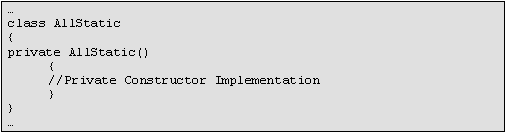 …
class AllStatic
{
private AllStatic()
{
//Private Constructor Implementation
}
}
…